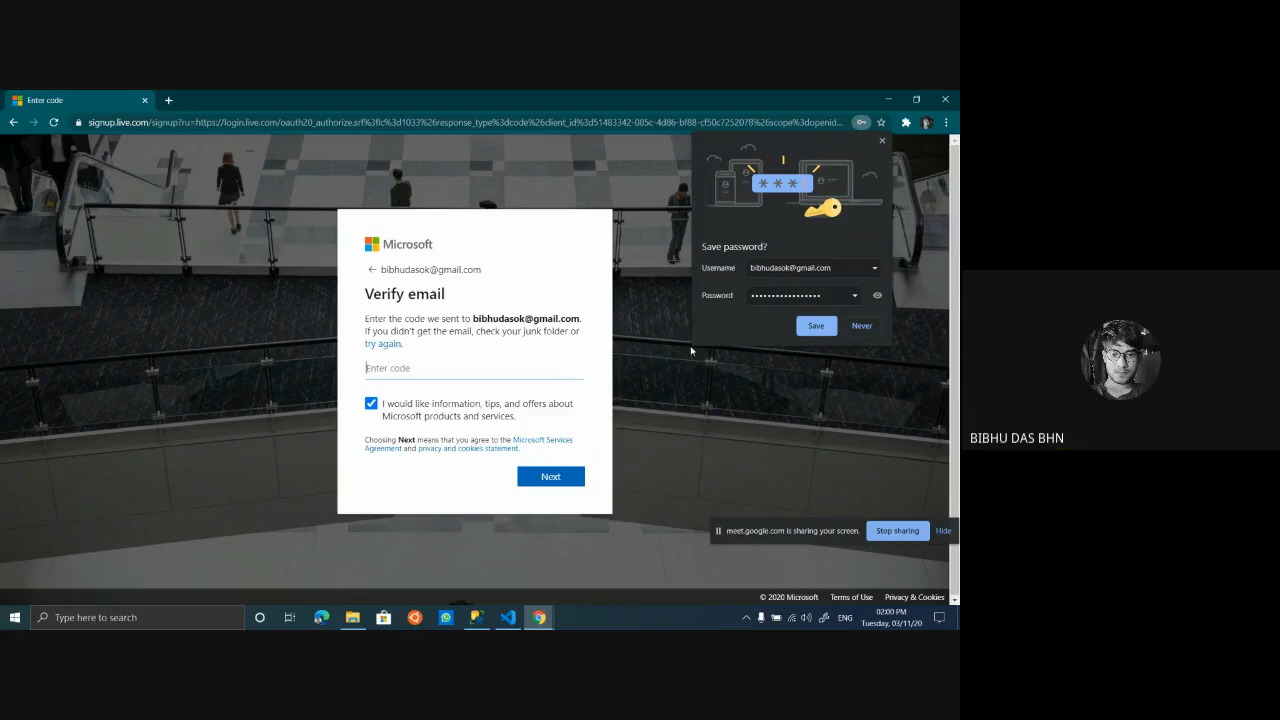 Enter code
signup.live.com/signup?ru=https://login.live.com/oauth20_authorize.srf%lc%3d1033%26response_type%3dcode%26client_id%3d51483342-085c-4d86-bf88-cf50c7252078%26scope%3dopenid...
Save password?
Username bibhudasok@gmail.com
Password •••••••••••••••••
Save Never
Microsoft
← bibhudasok@gmail.com
Verify email
Enter the code we sent to bibhudasok@gmail.com.
If you didn't get the email, check your junk folder or
try again.
Enter code
I would like information, tips, and offers about
Microsoft products and services.
Choosing Next means that you agree to the Microsoft Services
Agreement and privacy and cookies statement.
Next
BIBHU DAS BHN
meet.google.com is sharing your screen. Stop sharing Hide
© 2020 Microsoft Terms of Use Privacy & Cookies
Type here to search
ENG
02:00 PM
Tuesday, 03/11/20